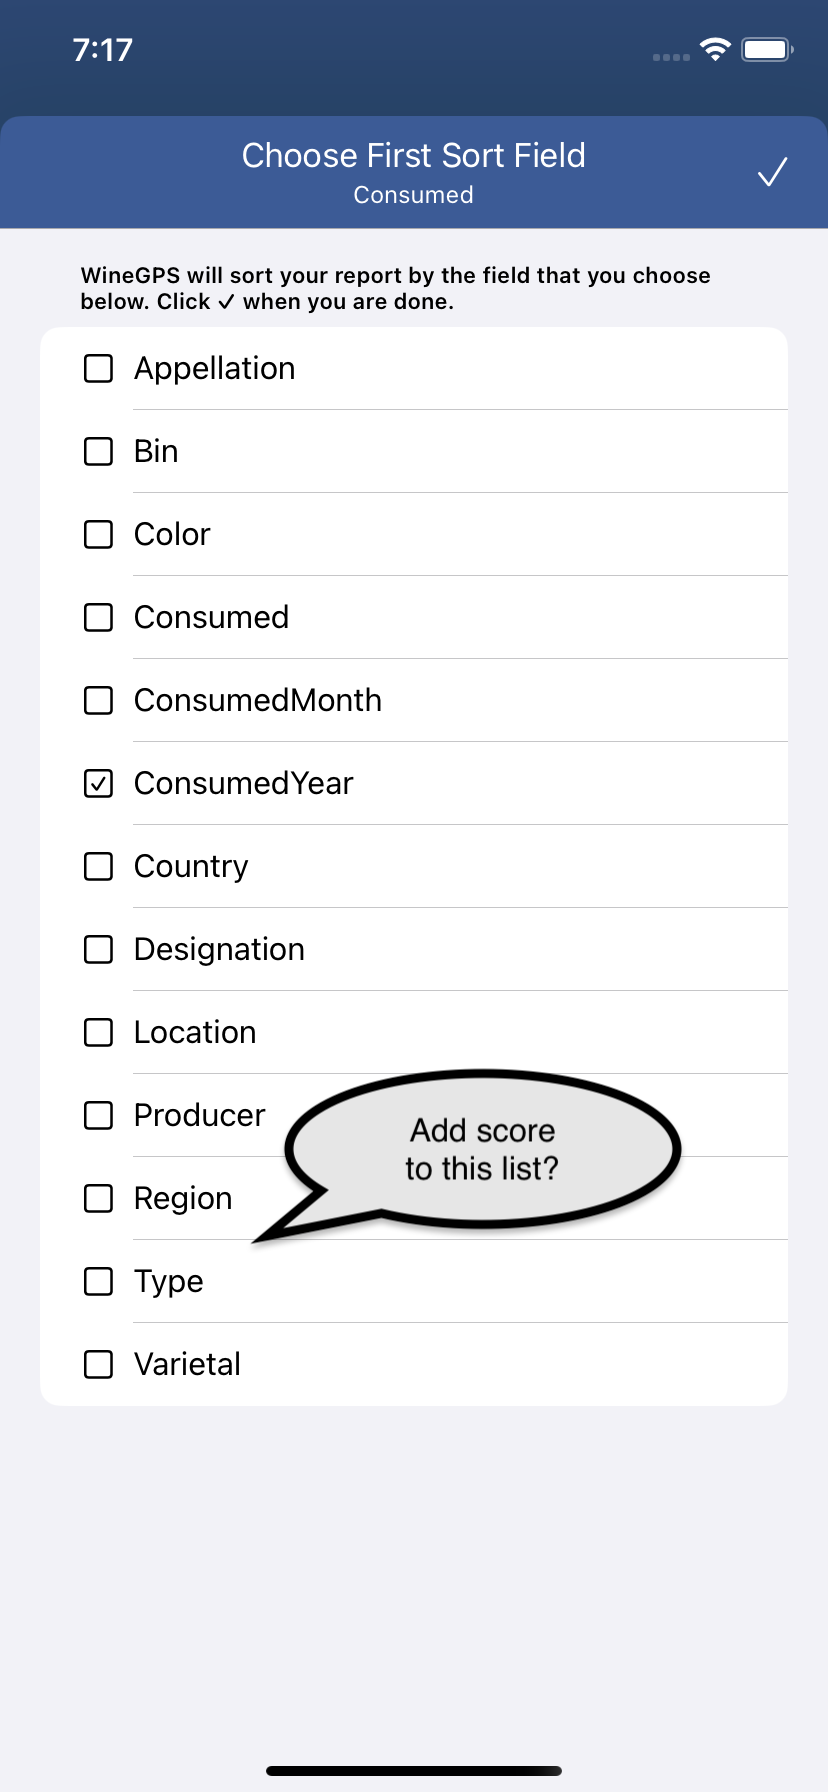 7:17
Choose First Sort Field
Consumed
WineGPS will sort your report by the field that you choose
below. Click ✓ when you are done.
Appellation
Bin
Color
Consumed
ConsumedMonth
ConsumedYear
Country
Designation
Location
Producer
Add score
to this list?
Region
Type
Varietal